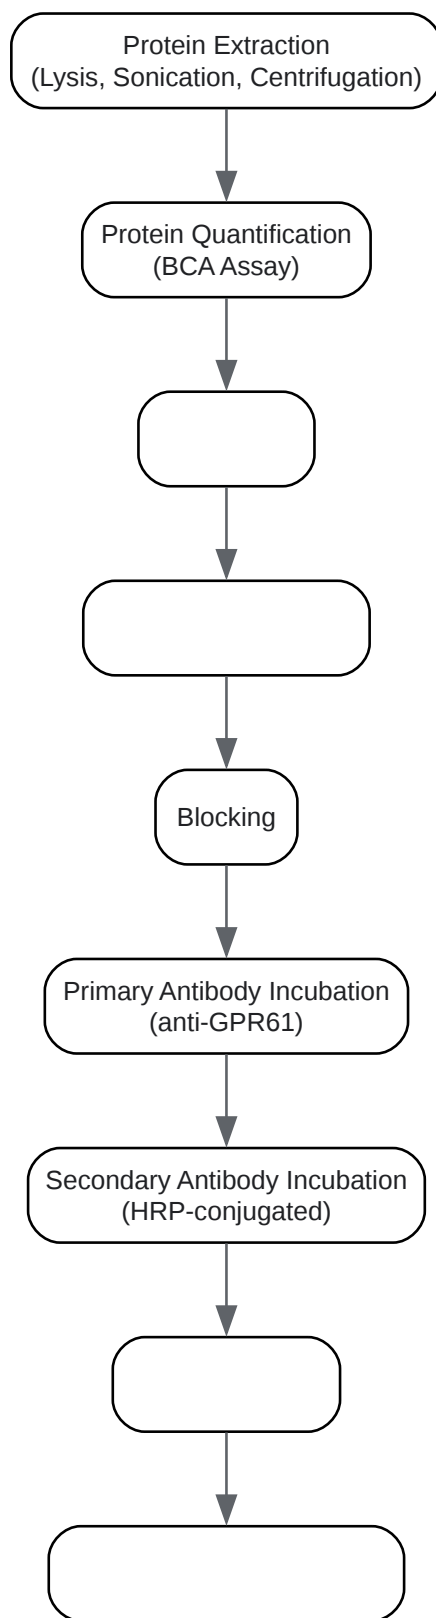 Protein Extraction
(Lysis, Sonication, Centrifugation)
Protein Quantification
(BCA Assay)
Blocking
Primary Antibody Incubation
(anti-GPR61)
Secondary Antibody Incubation
(HRP-conjugated)